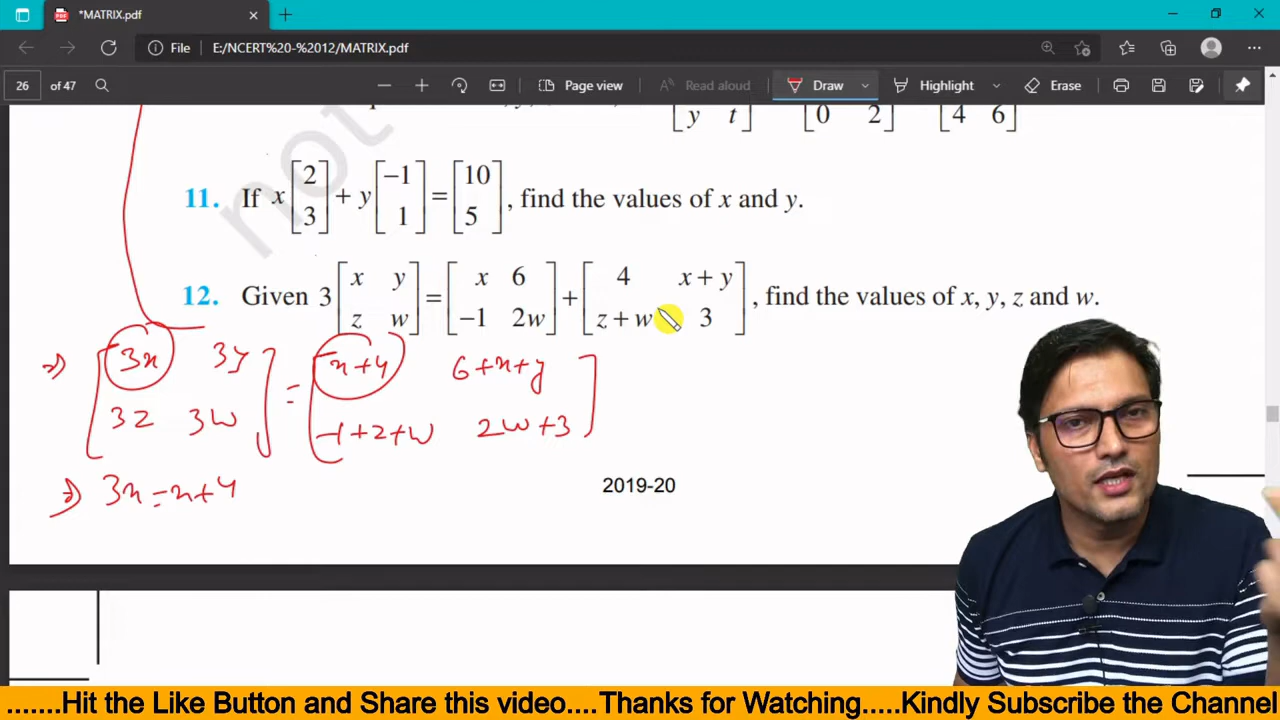 *MATRIX.pdf
File E:/NCERT%20-%2012/MATRIX.pdf
26 of 47 Page view Read aloud Draw Highlight Erase
[y t] [0 2] [4 6]
not
11. If x [2 3] + y [−1 1] = [10 5], find the values of x and y.
12. Given 3 [x y z w] = [x 6 −1 2w] + [4 x + y z + w 3], find the values of x, y, z and w.
⇒ [3x 3y 3z 3w] = [x+4 6+x+y −1+z+w 2w+3]
⇒ 3x = x+4
2019-20
.......Hit the Like Button and Share this video....Thanks for Watching.....Kindly Subscribe the Channel